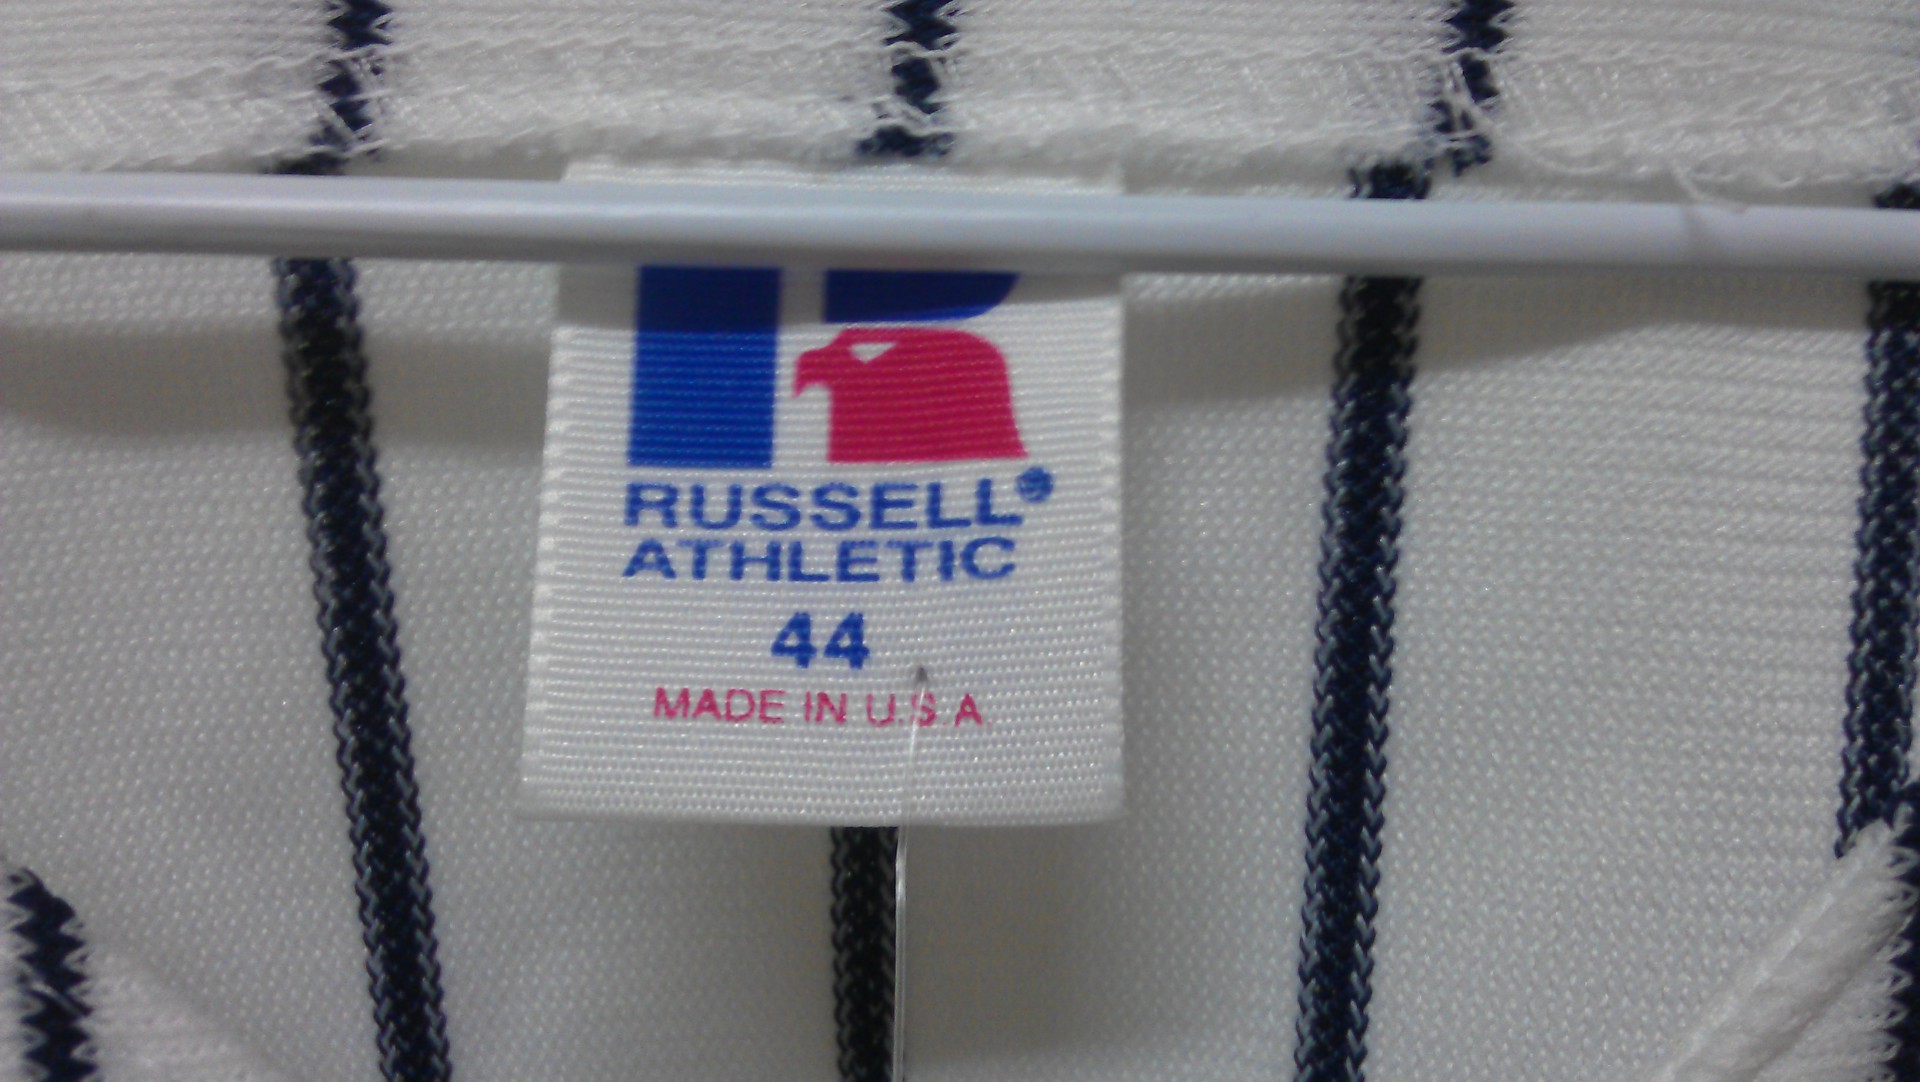 RUSSELL®
ATHLETIC
44
MADE IN U.S.A.